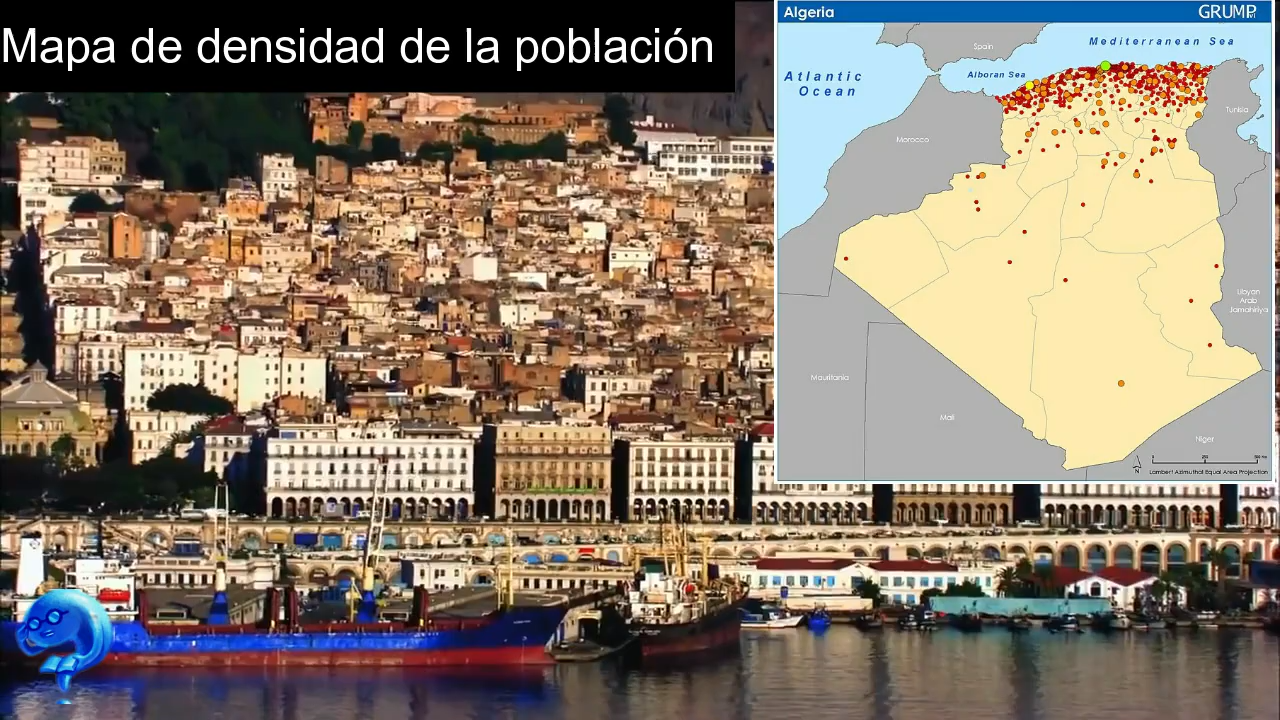 Mapa de densidad de la población
Algeria
GRUMP
Mediterranean Sea
Spain
Alboran Sea
Atlantic
Ocean
Tunisia
Morocco
Libyan
Arab
Jamahiriya
Mauritania
Mali
Niger
N
Lambert Azimuthal Equal Area Projection